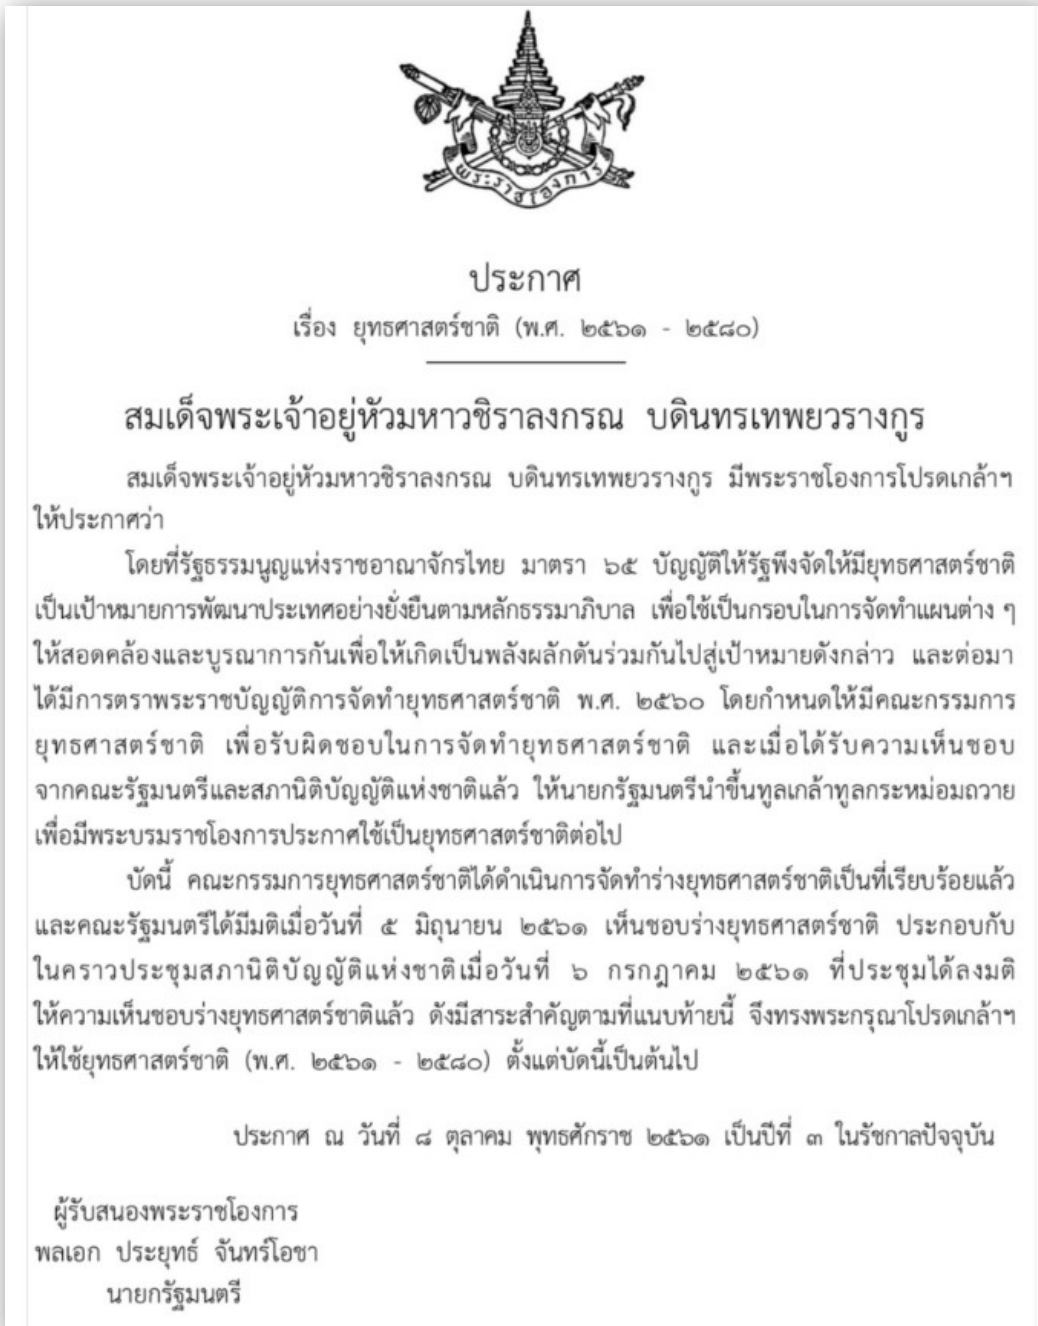 พระราชโองการ
ประกาศ
เรื่อง ยุทธศาสตร์ชาติ (พ.ศ. ๒๕๖๑ - ๒๕๘๐)
สมเด็จพระเจ้าอยู่หัวมหาวชิราลงกรณ บดินทรเทพยวรางกูร
สมเด็จพระเจ้าอยู่หัวมหาวชิราลงกรณ บดินทรเทพยวรางกูร มีพระราชโองการโปรดเกล้าฯ
ให้ประกาศว่า
โดยที่รัฐธรรมนูญแห่งราชอาณาจักรไทย มาตรา ๖๕ บัญญัติให้รัฐพึงจัดให้มียุทธศาสตร์ชาติ
เป็นเป้าหมายการพัฒนาประเทศอย่างยั่งยืนตามหลักธรรมาภิบาล เพื่อใช้เป็นกรอบในการจัดทำแผนต่าง ๆ
ให้สอดคล้องและบูรณาการกันเพื่อให้เกิดเป็นพลังผลักดันร่วมกันไปสู่เป้าหมายดังกล่าว และต่อมา
ได้มีการตราพระราชบัญญัติการจัดทำยุทธศาสตร์ชาติ พ.ศ. ๒๕๖๐ โดยกำหนดให้มีคณะกรรมการ
ยุทธศาสตร์ชาติ เพื่อรับผิดชอบในการจัดทำยุทธศาสตร์ชาติ และเมื่อได้รับความเห็นชอบ
จากคณะรัฐมนตรีและสภานิติบัญญัติแห่งชาติแล้ว ให้นายกรัฐมนตรีนำขึ้นทูลเกล้าทูลกระหม่อมถวาย
เพื่อมีพระบรมราชโองการประกาศใช้เป็นยุทธศาสตร์ชาติต่อไป
บัดนี้ คณะกรรมการยุทธศาสตร์ชาติได้ดำเนินการจัดทำร่างยุทธศาสตร์ชาติเป็นที่เรียบร้อยแล้ว
และคณะรัฐมนตรีได้มีมติเมื่อวันที่ ๕ มิถุนายน ๒๕๖๑ เห็นชอบร่างยุทธศาสตร์ชาติ ประกอบกับ
ในคราวประชุมสภานิติบัญญัติแห่งชาติเมื่อวันที่ ๖ กรกฎาคม ๒๕๖๑ ที่ประชุมได้ลงมติ
ให้ความเห็นชอบร่างยุทธศาสตร์ชาติแล้ว ดังมีสาระสำคัญตามที่แนบท้ายนี้ จึงทรงพระกรุณาโปรดเกล้าฯ
ให้ใช้ยุทธศาสตร์ชาติ (พ.ศ. ๒๕๖๑ - ๒๕๘๐) ตั้งแต่บัดนี้เป็นต้นไป
ประกาศ ณ วันที่ ๘ ตุลาคม พุทธศักราช ๒๕๖๑ เป็นปีที่ ๓ ในรัชกาลปัจจุบัน
ผู้รับสนองพระราชโองการ
พลเอก ประยุทธ์ จันทร์โอชา
นายกรัฐมนตรี